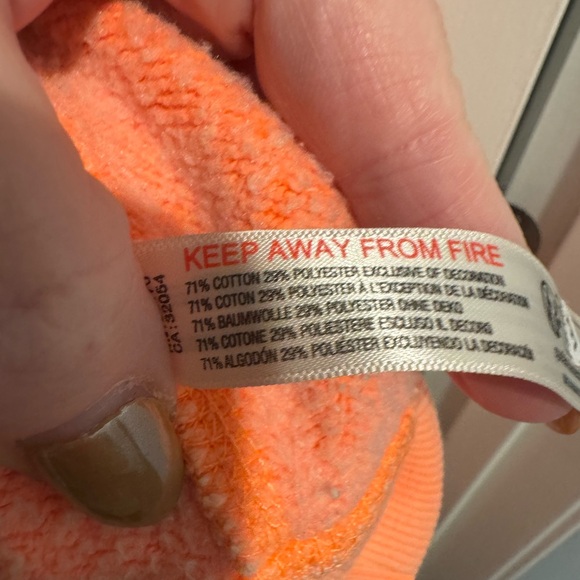 KEEP AWAY FROM FIRE
71% COTTON 29% POLYESTER EXCLUSIVE OF DECORATION
71% COTON 29% POLYESTER À L'EXCEPTION DE LA DÉCORATION
71% BAUMWOLLE 29% POLYESTER OHNE DEKO
71% COTONE 29% POLIESTERE ESCLUSO IL DECORO
71% ALGODÓN 29% POLIESTER EXCLUYENDO LA DECORACIÓN
CA: 32054